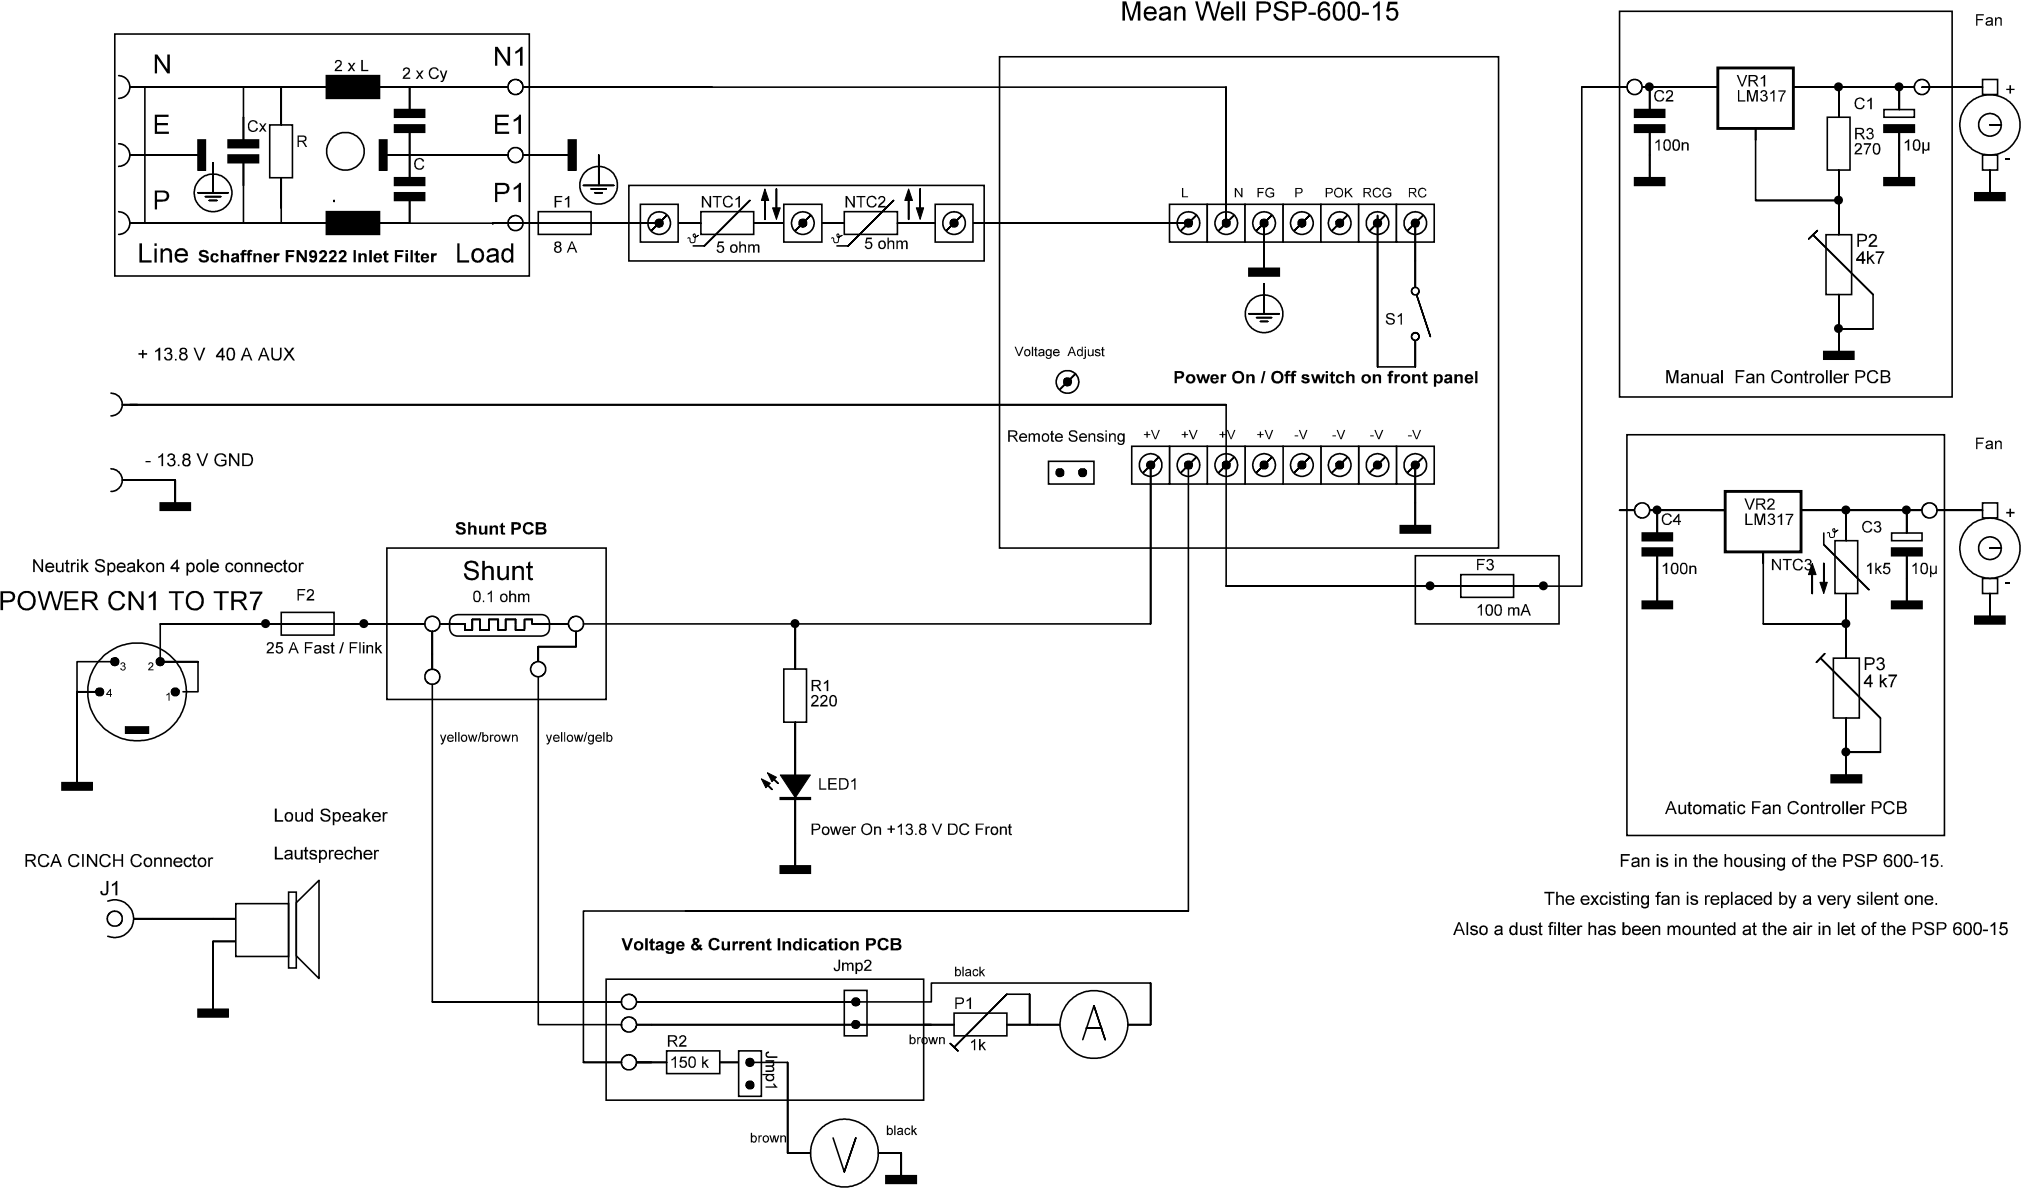 Mean Well PSP-600-15
N
2 x L
2 x Cy
N1
E
Cx
R
E1
C
P
P1
Line
Schaffner FN9222 Inlet Filter
Load
F1
8 A
NTC1
5 ohm
NTC2
5 ohm
ϑ
ϑ
L
N
FG
P
POK
RCG
RC
S1
Voltage Adjust
Power On / Off switch on front panel
Remote Sensing
+V
+V
+V
+V
-V
-V
-V
-V
+ 13.8 V 40 A AUX
- 13.8 V GND
Fan
VR1
LM317
C2
100n
C1
10µ
R3
270
+
-
P2
4k7
Manual Fan Controller PCB
Fan
VR2
LM317
C4
100n
C3
10µ
ϑ
NTC3
1k5
+
-
P3
4 k7
Automatic Fan Controller PCB
Fan is in the housing of the PSP 600-15.
The excisting fan is replaced by a very silent one.
Also a dust filter has been mounted at the air in let of the PSP 600-15
F3
100 mA
Shunt PCB
Shunt
0.1 ohm
Neutrik Speakon 4 pole connector
POWER CN1 TO TR7
F2
25 A Fast / Flink
3
2
4
1
yellow/brown
yellow/gelb
R1
220
LED1
Power On +13.8 V DC Front
Loud Speaker
Lautsprecher
RCA CINCH Connector
J1
Voltage & Current Indication PCB
Jmp2
black
P1
1k
brown
A
R2
150 k
Jmp1
brown
V
black